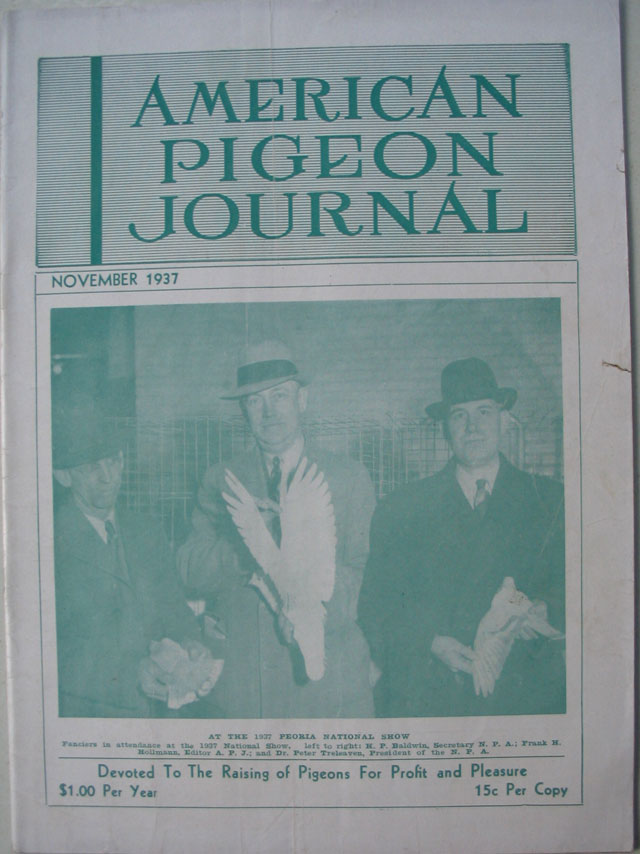 AMERICAN
PIGEON
JOURNAL
NOVEMBER 1937
AT THE 1937 PEORIA NATIONAL SHOW
Fanciers in attendance at the 1937 National Show, left to right: H. P. Baldwin, Secretary N. P. A.; Frank H.
Hollmann, Editor A. P. J.; and Dr. Peter Treleaven, President of the N. P. A.
Devoted To The Raising of Pigeons For Profit and Pleasure
$1.00 Per Year 15c Per Copy